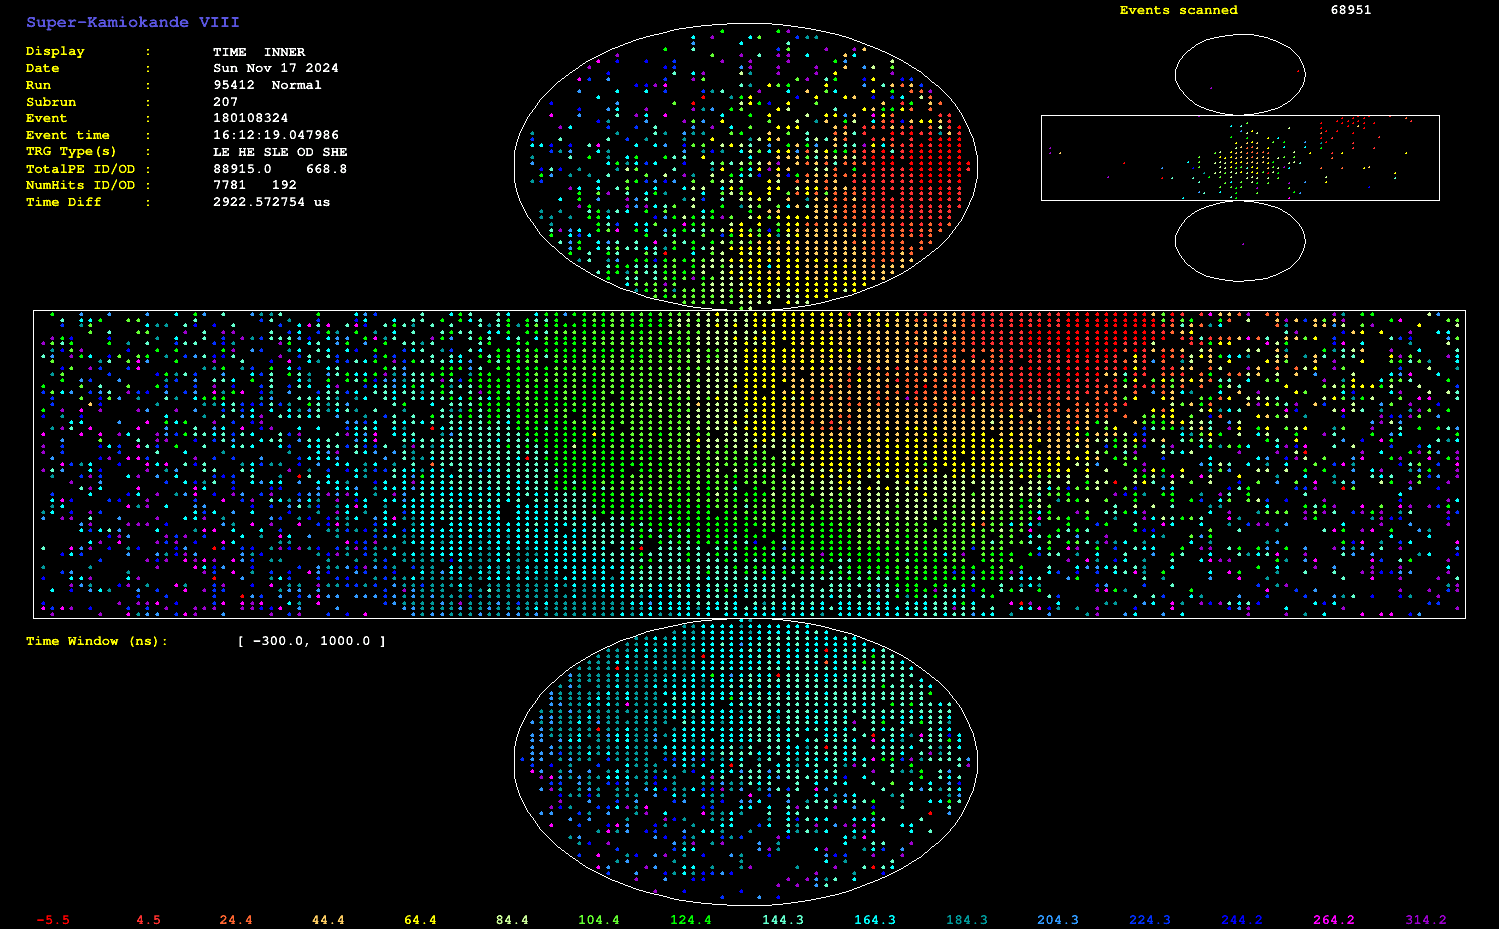 Super-Kamiokande VIII
Events scanned 68951
Display : TIME INNER
Date : Sun Nov 17 2024
Run : 95412 Normal
Subrun : 207
Event : 180108324
Event time : 16:12:19.047986
TRG Type(s) : LE HE SLE OD SHE
TotalPE ID/OD : 88915.0 668.8
NumHits ID/OD : 7781 192
Time Diff : 2922.572754 us
Time Window (ns): [ -300.0, 1000.0 ]
-5.5 4.5 24.4 44.4 64.4 84.4 104.4 124.4 144.3 164.3 184.3 204.3 224.3 244.2 264.2 314.2